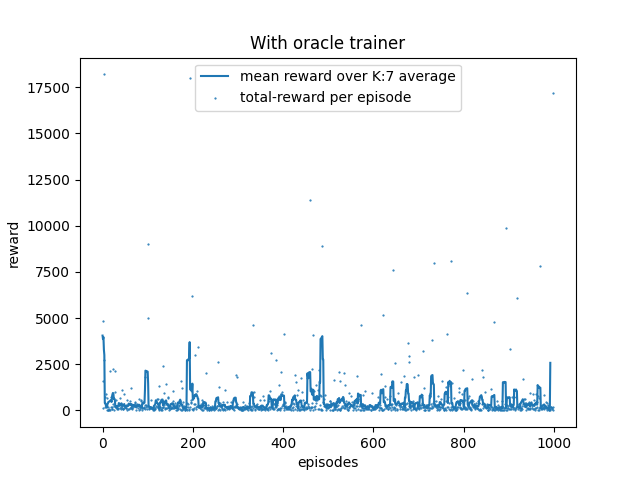 With oracle trainer
mean reward over K:7 average
total-reward per episode
17500
15000
12500
10000
7500
5000
2500
0
reward
0
200
400
600
800
1000
episodes